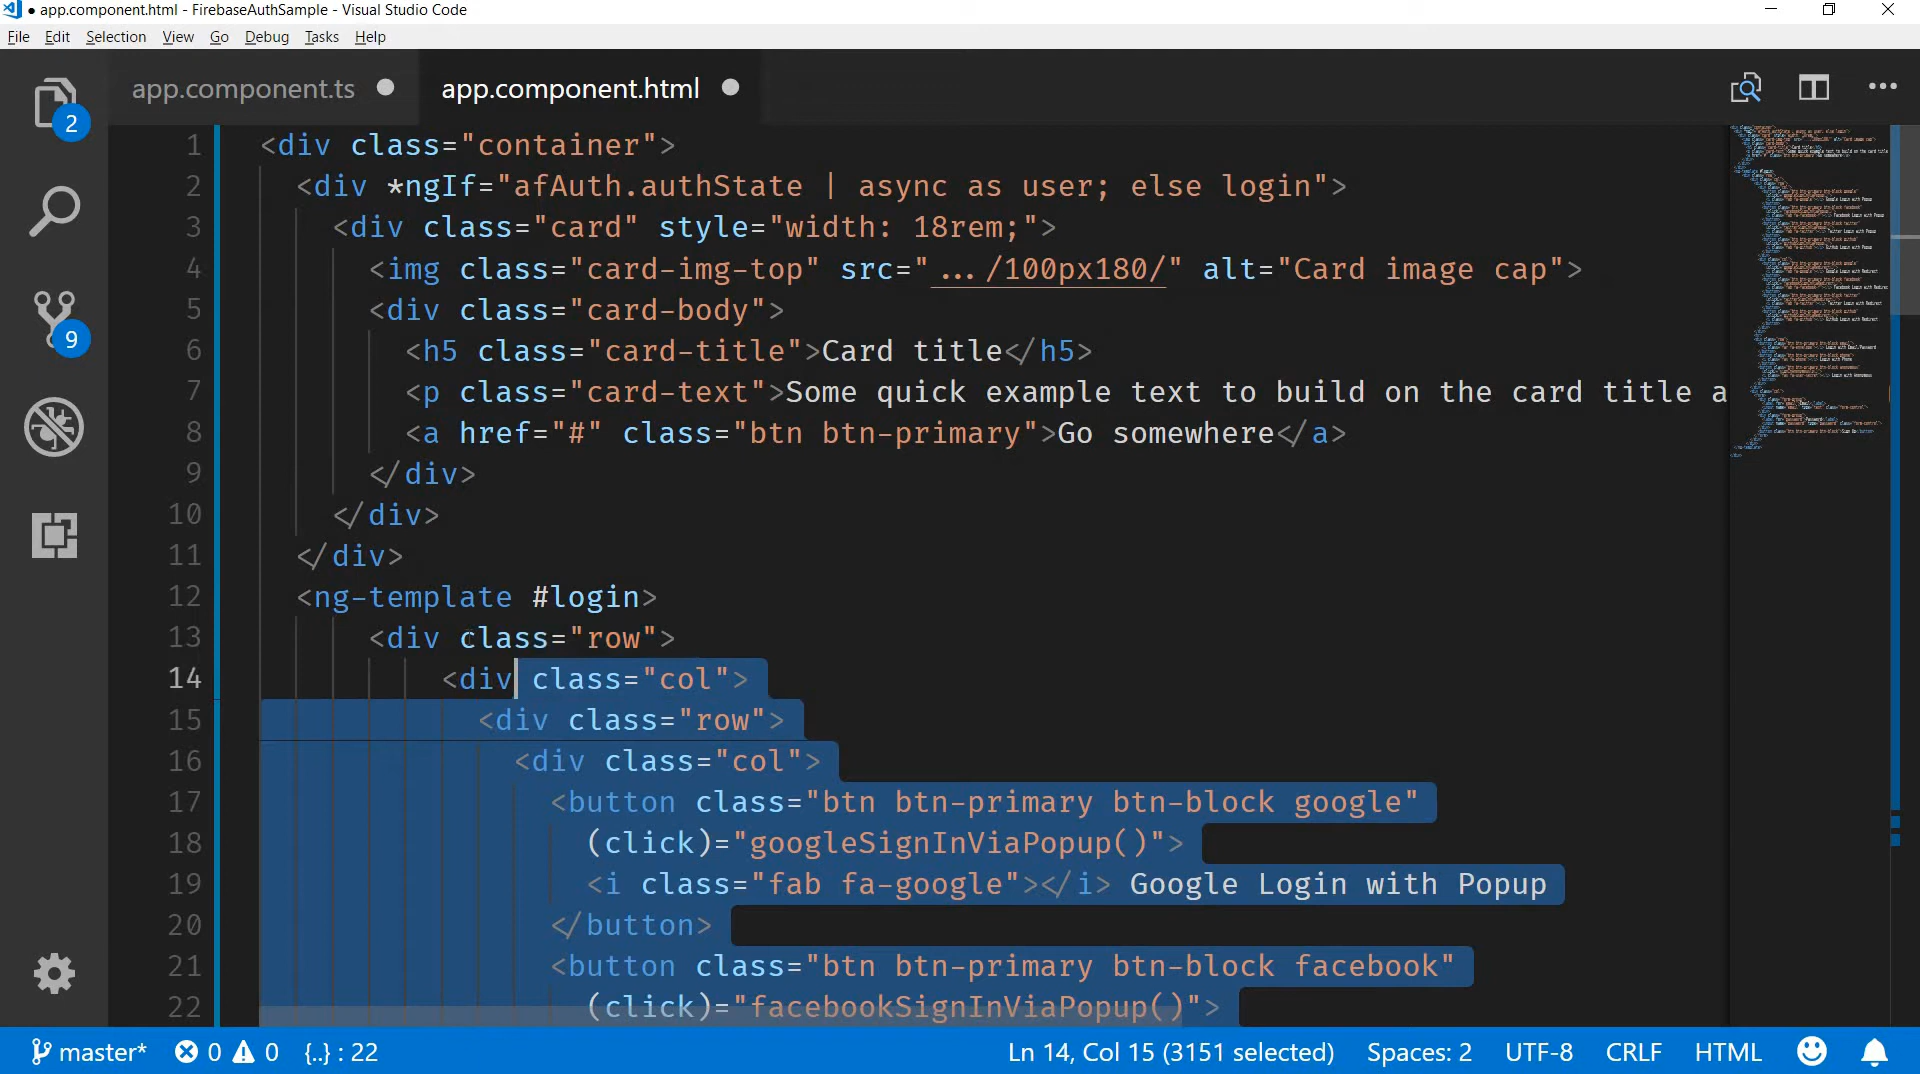 ● app.component.html - FirebaseAuthSample - Visual Studio Code
File Edit Selection View Go Debug Tasks Help
app.component.ts ● app.component.html ●
2
9
1 <div class="container">
2 <div *ngIf="afAuth.authState | async as user; else login">
3 <div class="card" style="width: 18rem;">
4 <img class="card-img-top" src=".../100px180/" alt="Card image cap">
5 <div class="card-body">
6 <h5 class="card-title">Card title</h5>
7 <p class="card-text">Some quick example text to build on the card title a
8 <a href="#" class="btn btn-primary">Go somewhere</a>
9 </div>
10 </div>
11 </div>
12 <ng-template #login>
13 <div class="row">
14 <div class="col">
15 <div class="row">
16 <div class="col">
17 <button class="btn btn-primary btn-block google"
18 (click)="googleSignInViaPopup()">
19 <i class="fab fa-google"></i> Google Login with Popup
20 </button>
21 <button class="btn btn-primary btn-block facebook"
22 (click)="facebookSignInViaPopup()">
master* 0 0 {..} : 22 Ln 14, Col 15 (3151 selected) Spaces: 2 UTF-8 CRLF HTML